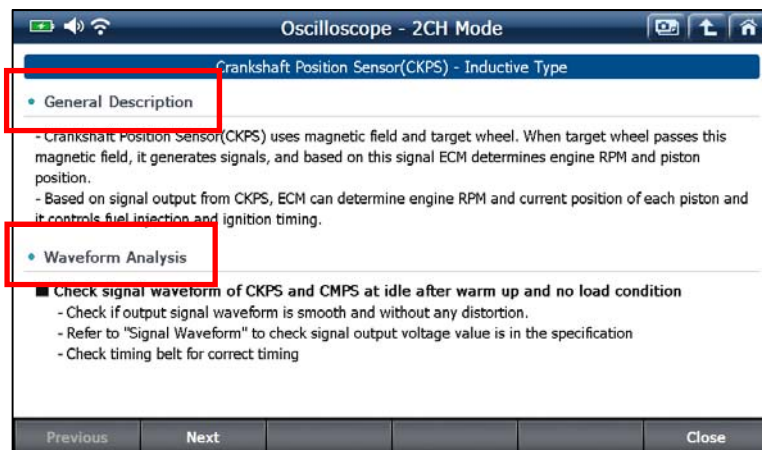 Oscilloscope - 2CH Mode
Crankshaft Position Sensor(CKPS) - Inductive Type
• General Description
- Crankshaft Position Sensor(CKPS) uses magnetic field and target wheel. When target wheel passes this
magnetic field, it generates signals, and based on this signal ECM determines engine RPM and piston
position.
- Based on signal output from CKPS, ECM can determine engine RPM and current position of each piston and
it controls fuel injection and ignition timing.
• Waveform Analysis
■ Check signal waveform of CKPS and CMPS at idle after warm up and no load condition
- Check if output signal waveform is smooth and without any distortion.
- Refer to "Signal Waveform" to check signal output voltage value is in the specification
- Check timing belt for correct timing
Previous Next Close